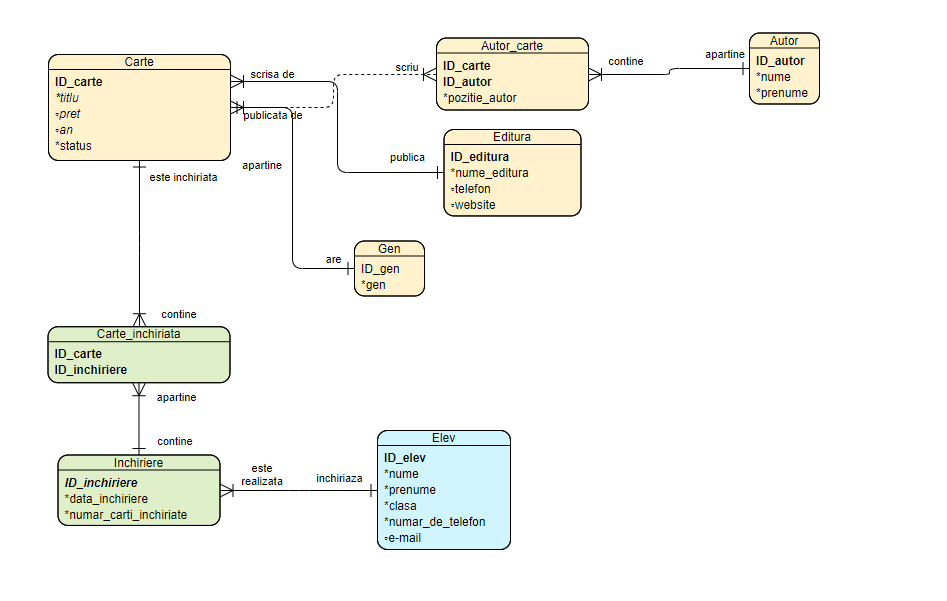 Carte
ID_carte
*titlu
◦pret
◦an
*status
scrisa de
publicata de
apartine
este inchiriata
scriu
Autor_carte
ID_carte
ID_autor
*pozitie_autor
contine
apartine
Autor
ID_autor
*nume
*prenume
publica
Editura
ID_editura
*nume_editura
◦telefon
◦website
are
Gen
ID_gen
*gen
contine
Carte_inchiriata
ID_carte
ID_inchiriere
apartine
contine
Inchiriere
ID_inchiriere
*data_inchiriere
*numar_carti_inchiriate
este
realizata
inchiriaza
Elev
ID_elev
*nume
*prenume
*clasa
*numar_de_telefon
◦e-mail